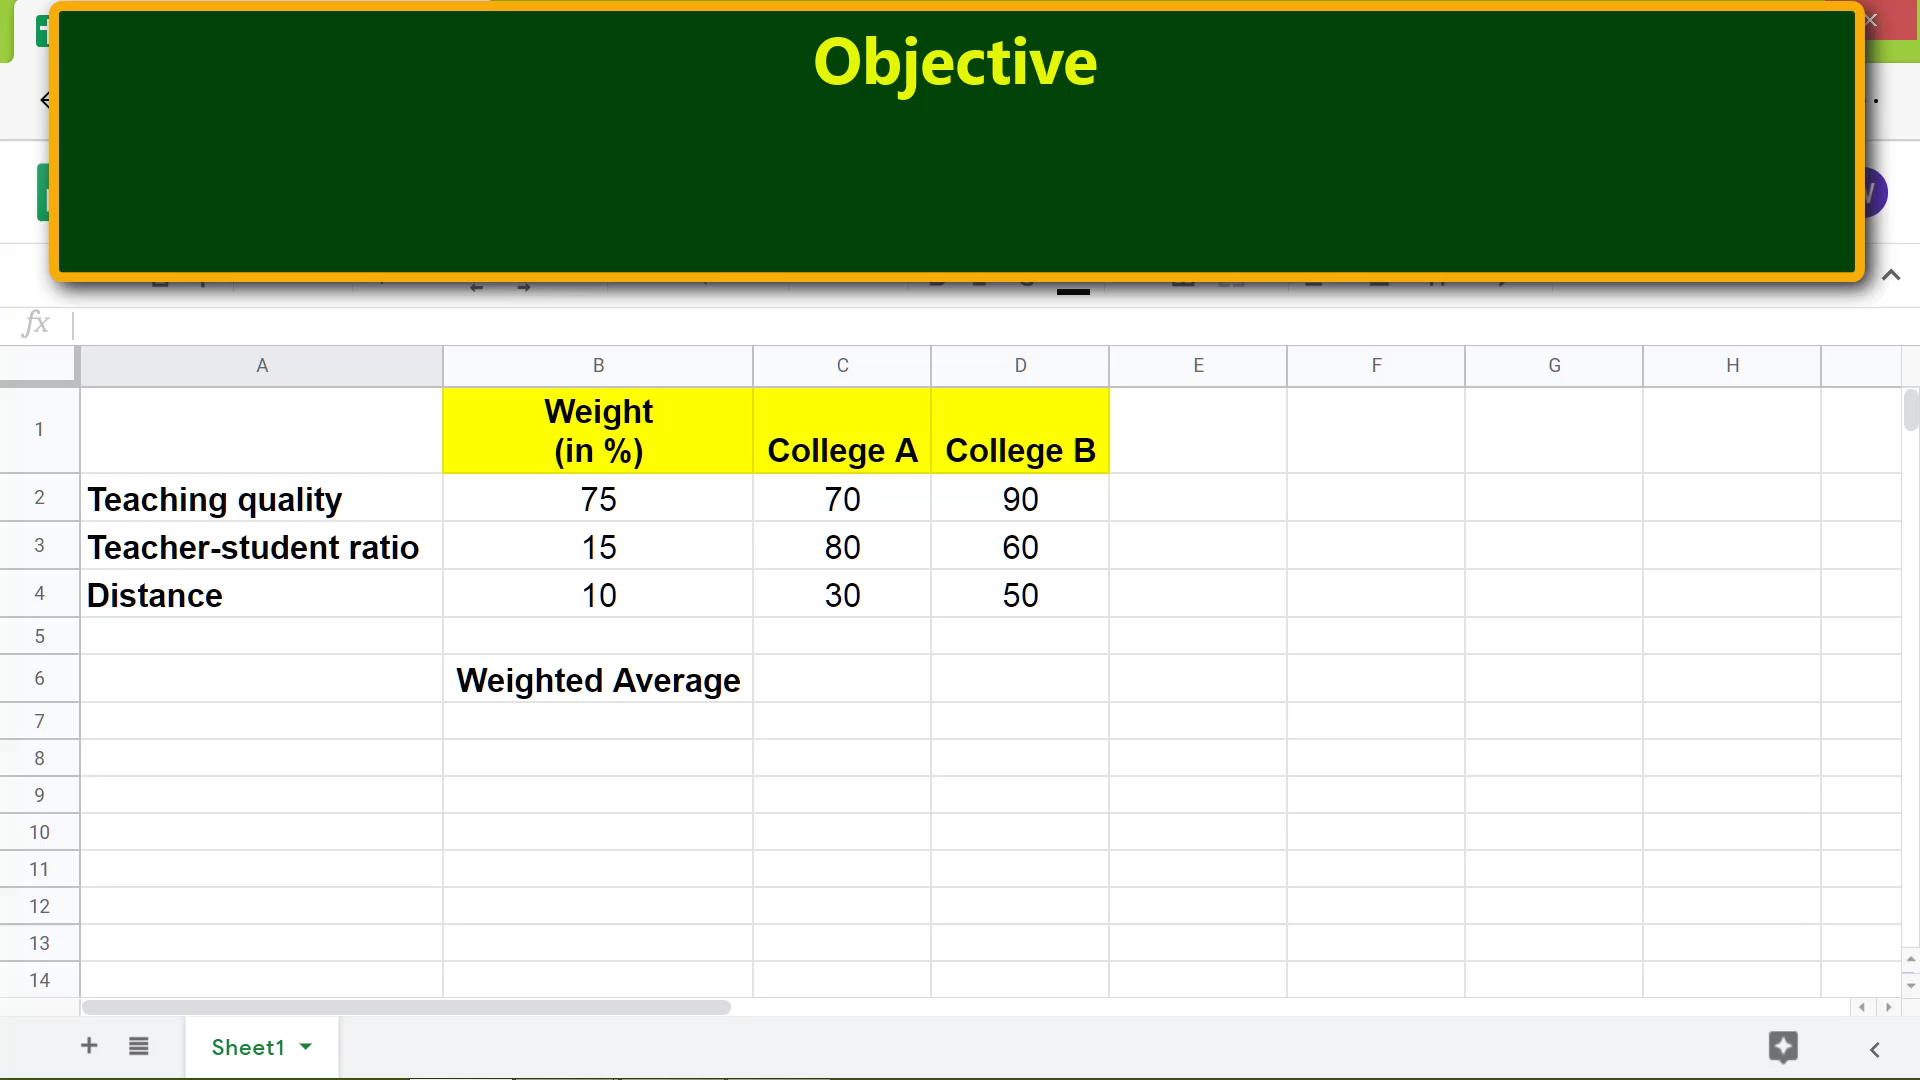 Objective
fx
A B C D E F G H
1 Weight
(in %) College A College B
2 Teaching quality 75 70 90
3 Teacher-student ratio 15 80 60
4 Distance 10 30 50
5
6 Weighted Average
7
8
9
10
11
12
13
14
Sheet1